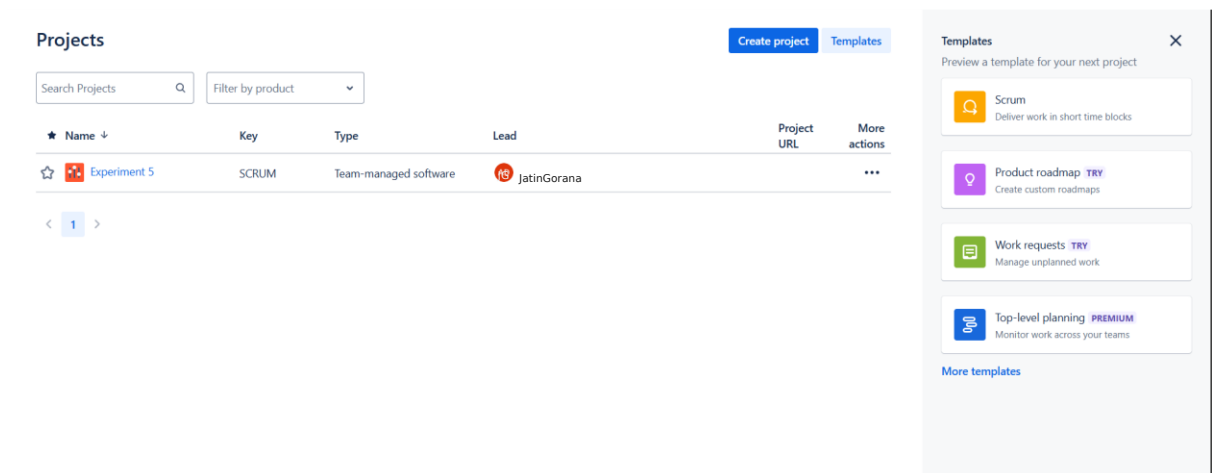 Projects
Create project
Templates
Search Projects
Filter by product
Name ↓
Key
Type
Lead
Project URL
More actions
Experiment 5
SCRUM
Team-managed software
JatinGorana
1
Templates
Preview a template for your next project
Scrum
Deliver work in short time blocks
Product roadmap TRY
Create custom roadmaps
Work requests TRY
Manage unplanned work
Top-level planning PREMIUM
Monitor work across your teams
More templates